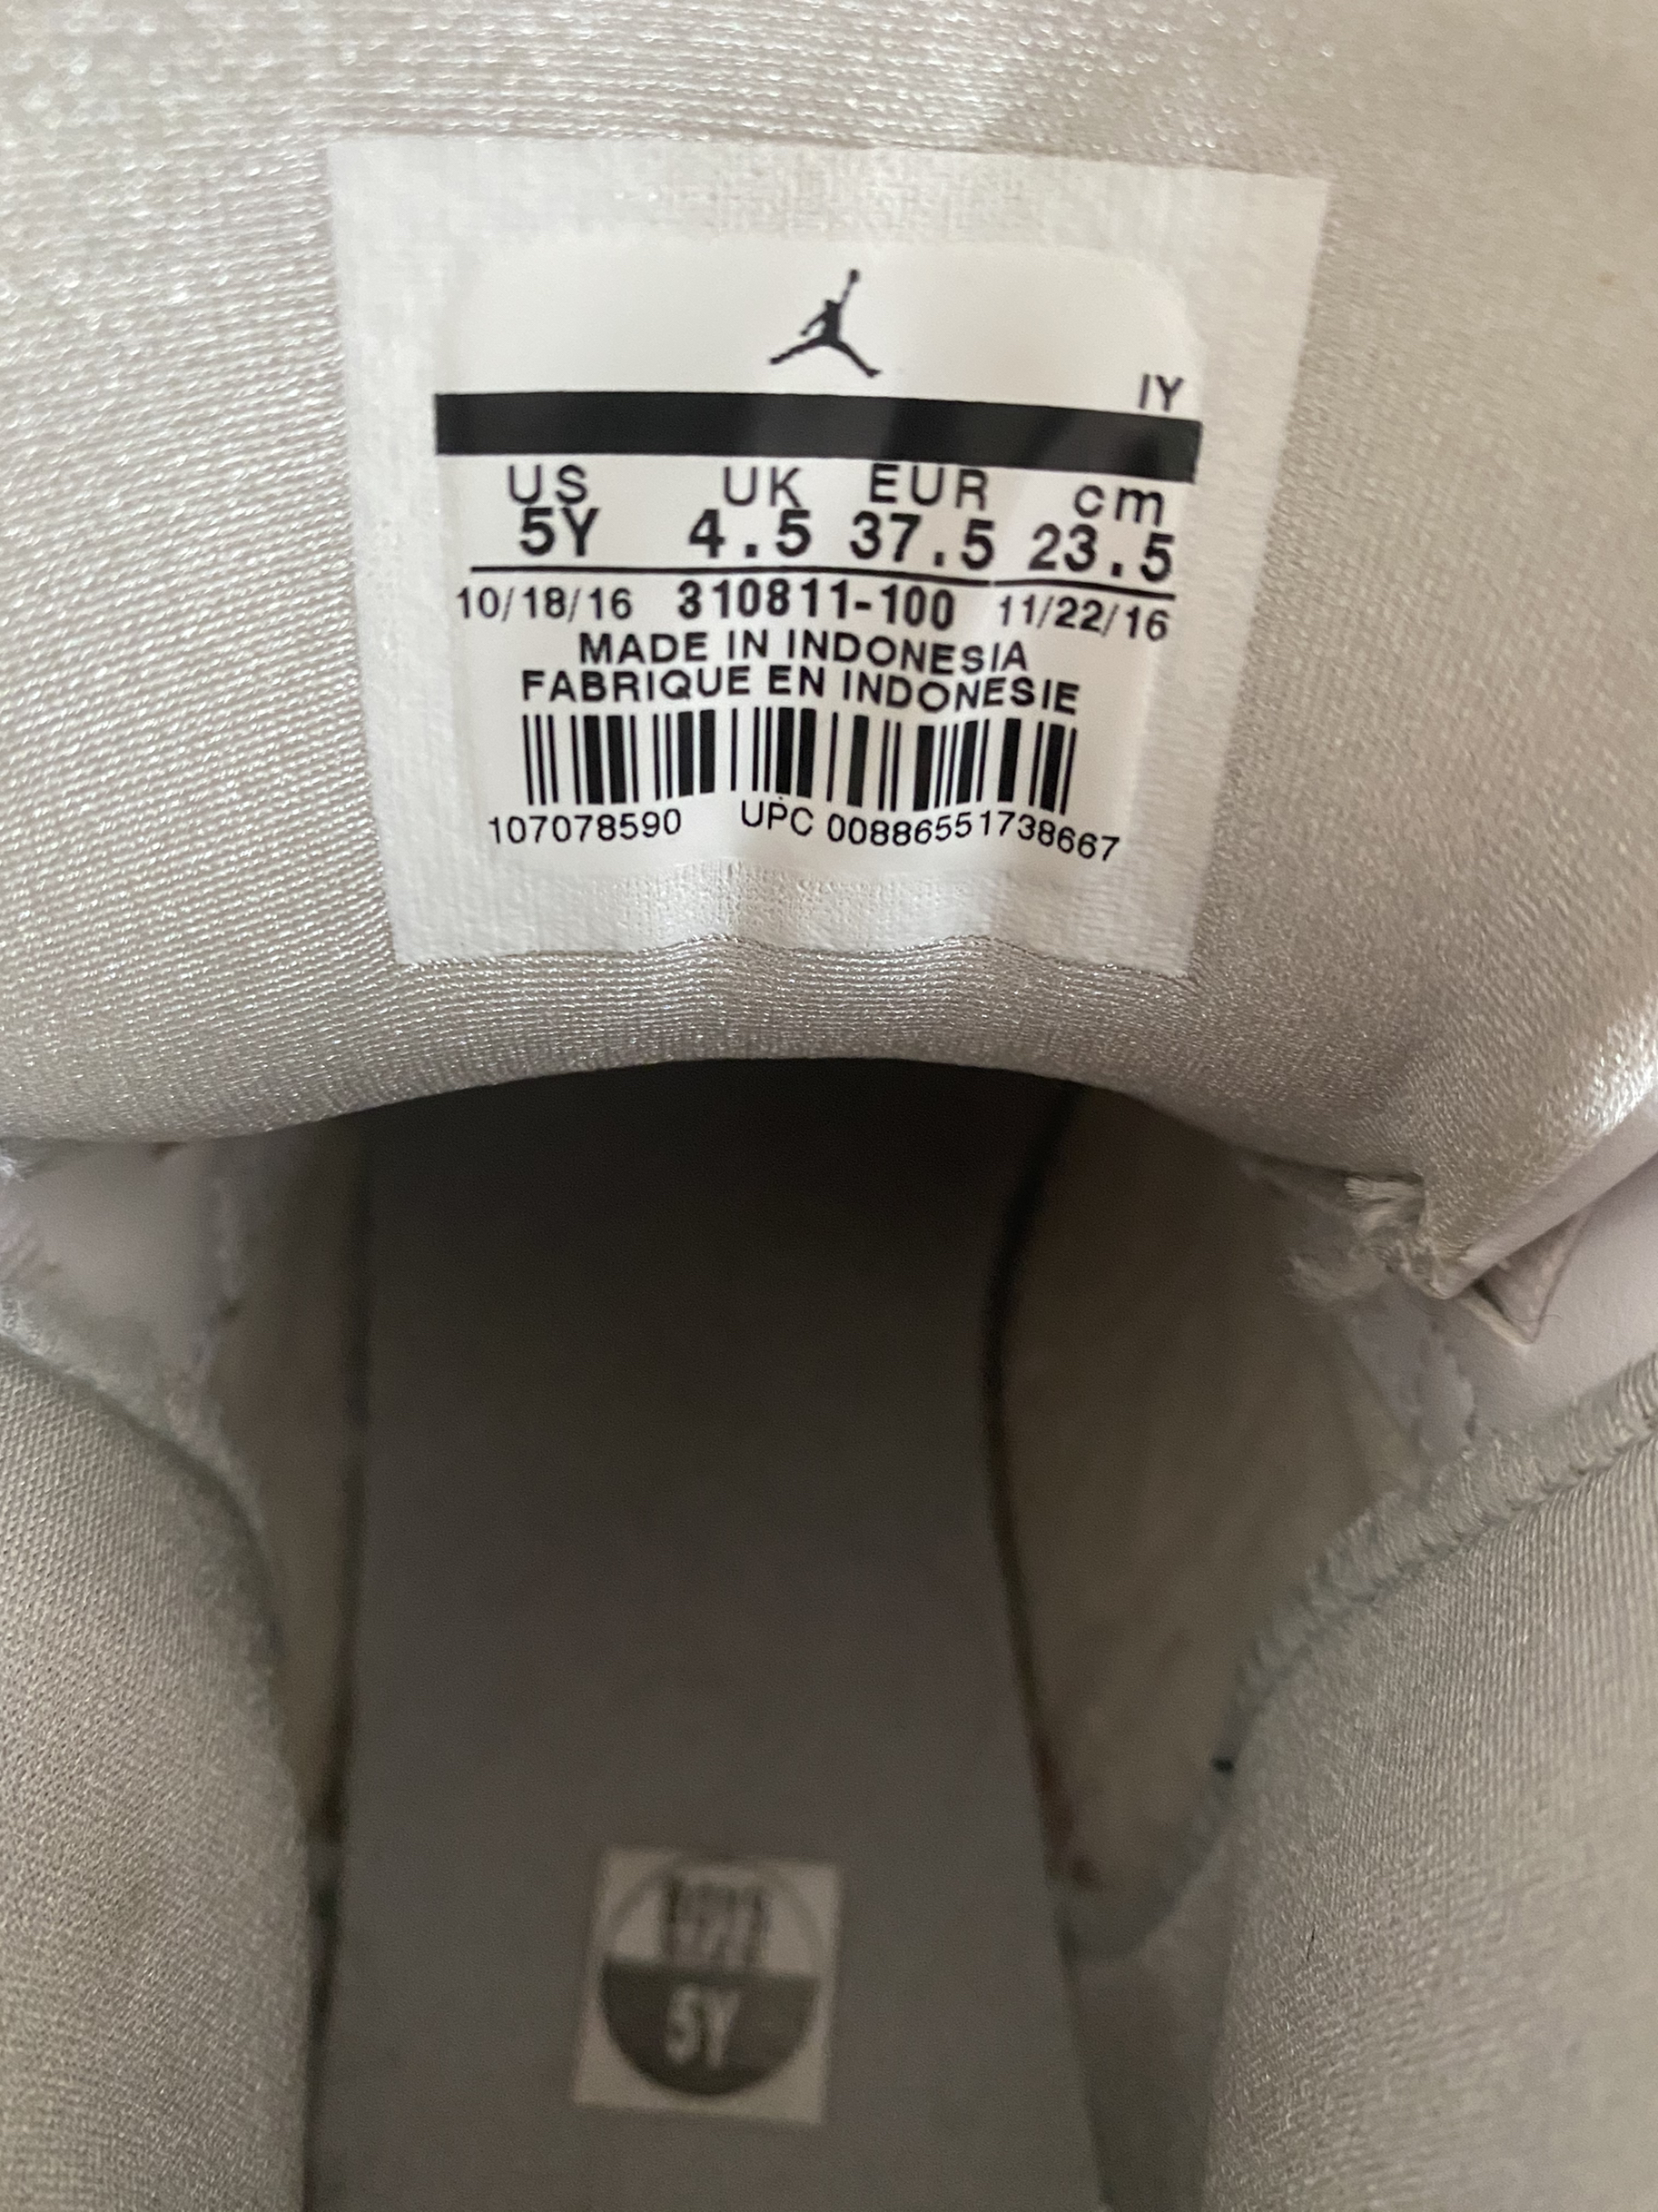 IY
US UK EUR cm
5Y 4.5 37.5 23.5
10/18/16 310811-100 11/22/16
MADE IN INDONESIA
FABRIQUE EN INDONESIE
107078590 UPC 00886551738667
BOYS
5Y